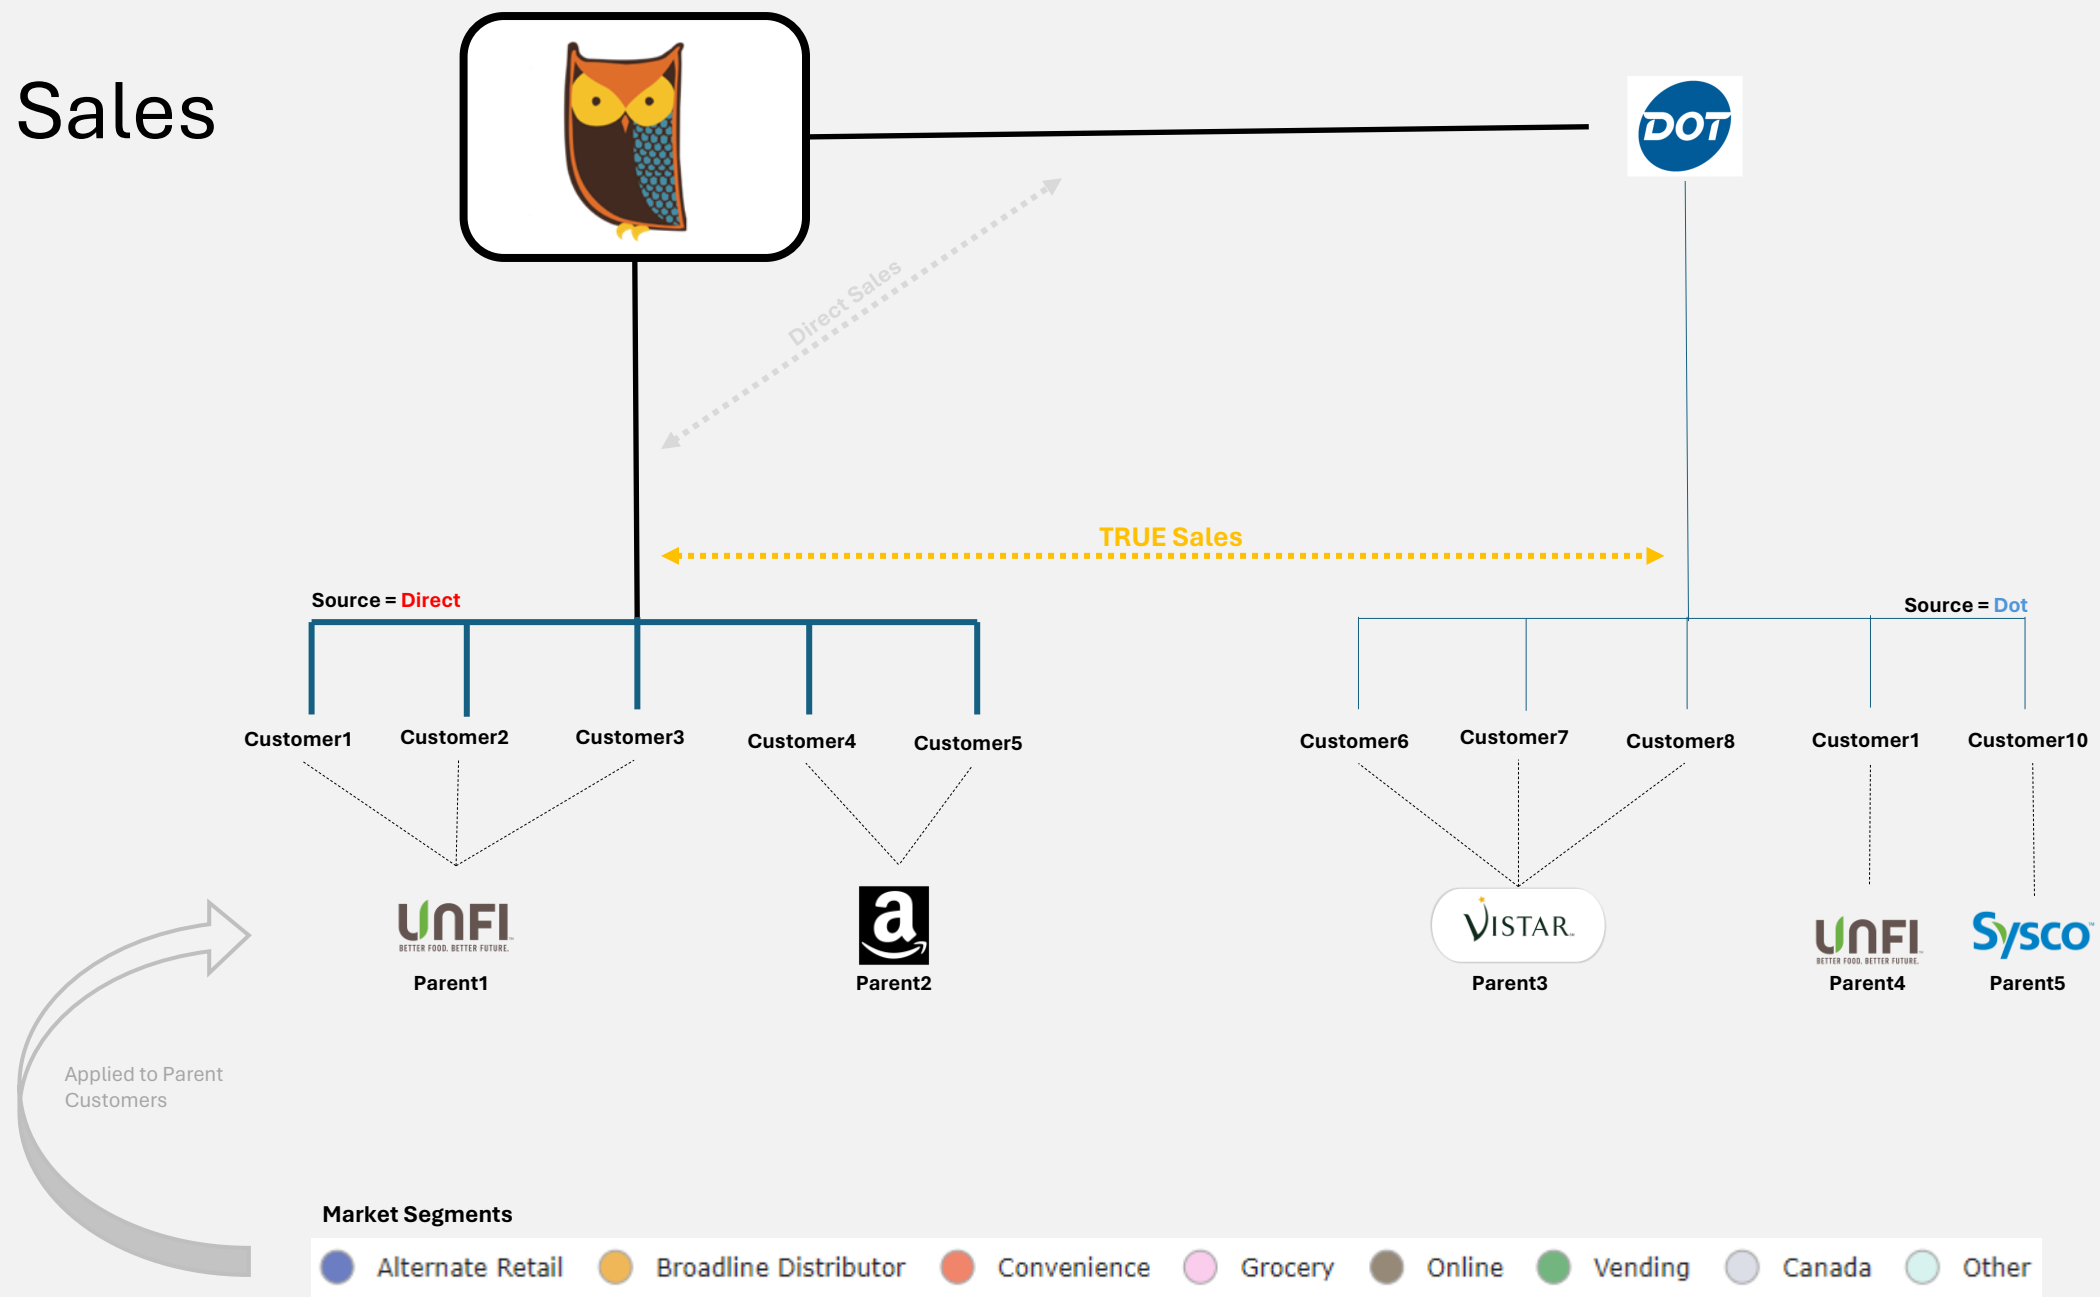 Sales
DOT
Direct Sales
TRUE Sales
Source = Direct
Source = Dot
Customer1
Customer2
Customer3
Customer4
Customer5
Customer6
Customer7
Customer8
Customer1
Customer10
UNFI
BETTER FOOD. BETTER FUTURE.
a
VISTAR
UNFI
BETTER FOOD. BETTER FUTURE.
Sysco
Parent1
Parent2
Parent3
Parent4
Parent5
Applied to Parent
Customers
Market Segments
Alternate Retail Broadline Distributor Convenience Grocery Online Vending Canada Other